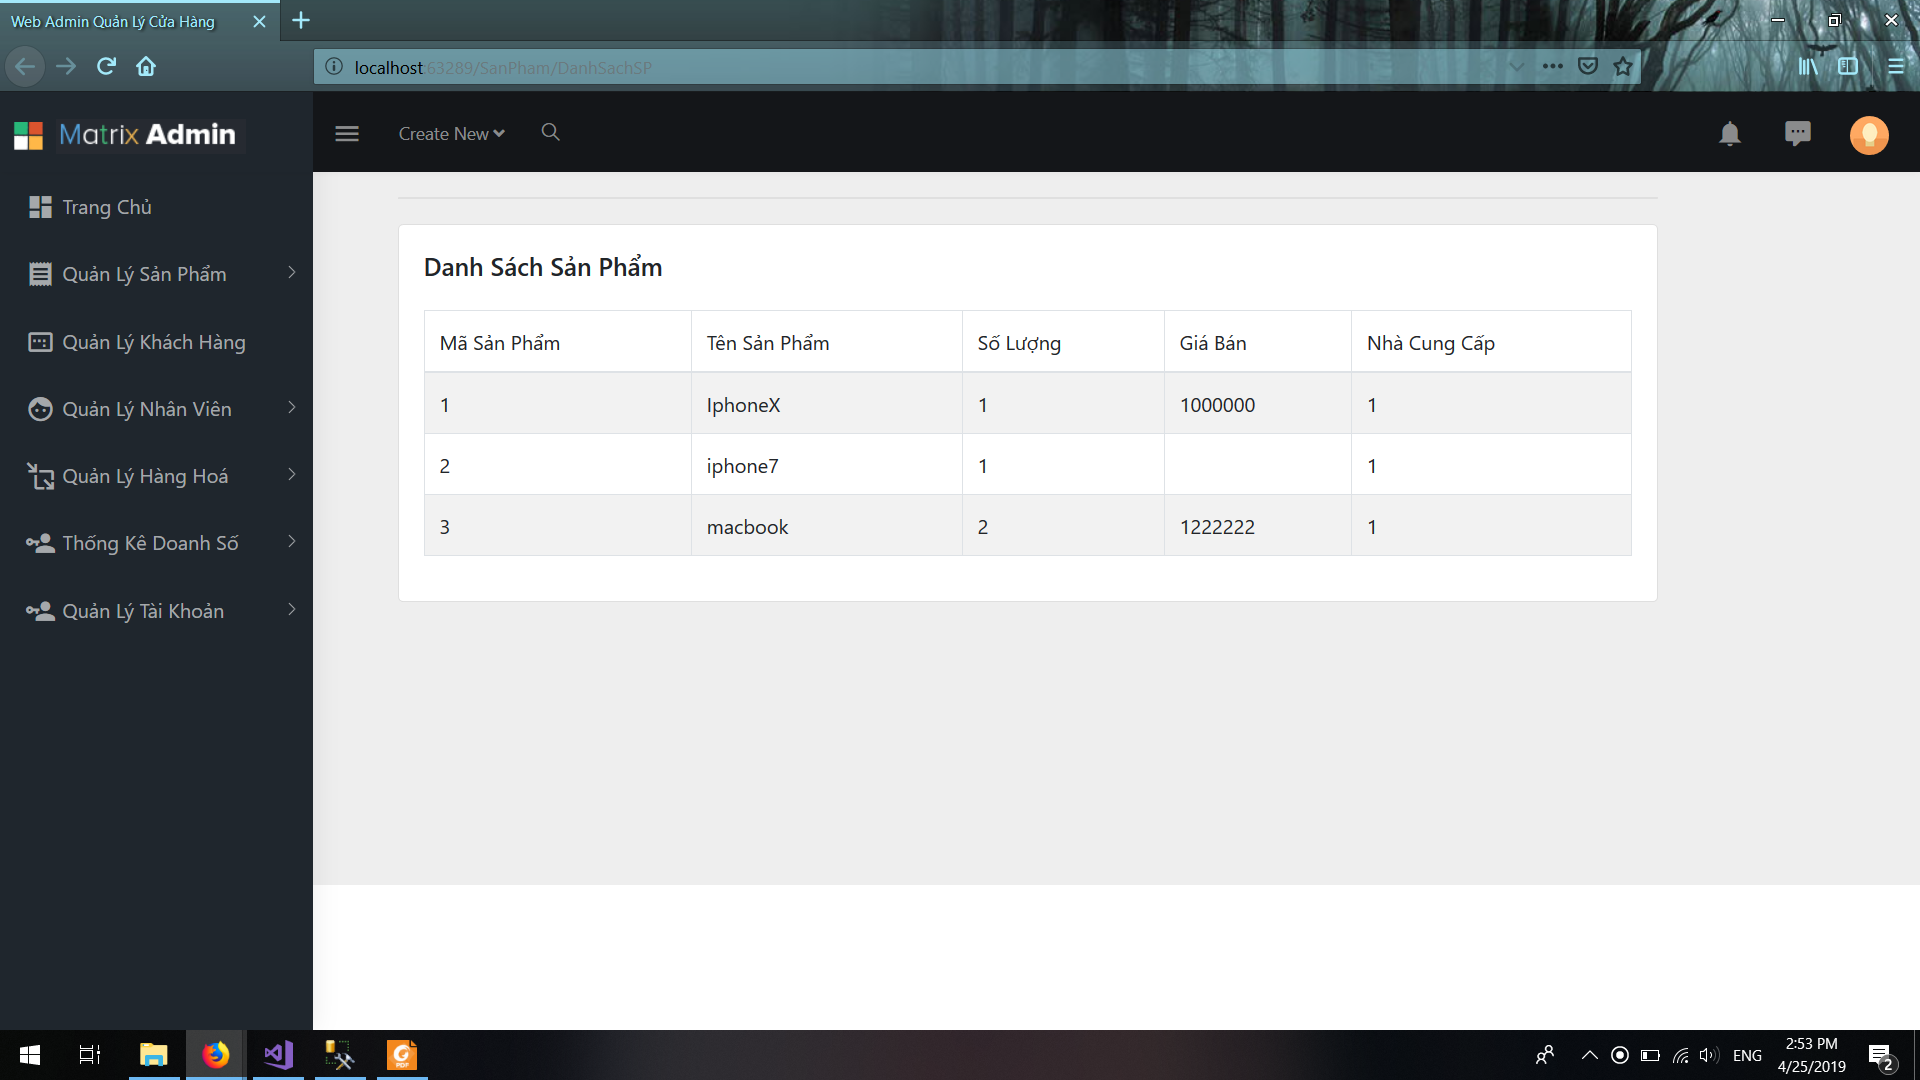 Web Admin Quản Lý Cửa Hàng
localhost:63289/SanPham/DanhSachSP
Matrix Admin
Create New
Trang Chủ
Quản Lý Sản Phẩm
Quản Lý Khách Hàng
Quản Lý Nhân Viên
Quản Lý Hàng Hoá
Thống Kê Doanh Số
Quản Lý Tài Khoản
Danh Sách Sản Phẩm
Mã Sản Phẩm Tên Sản Phẩm Số Lượng Giá Bán Nhà Cung Cấp
1 IphoneX 1 1000000 1
2 iphone7 1 1
3 macbook 2 1222222 1
PDF
ENG
2:53 PM
4/25/2019
2